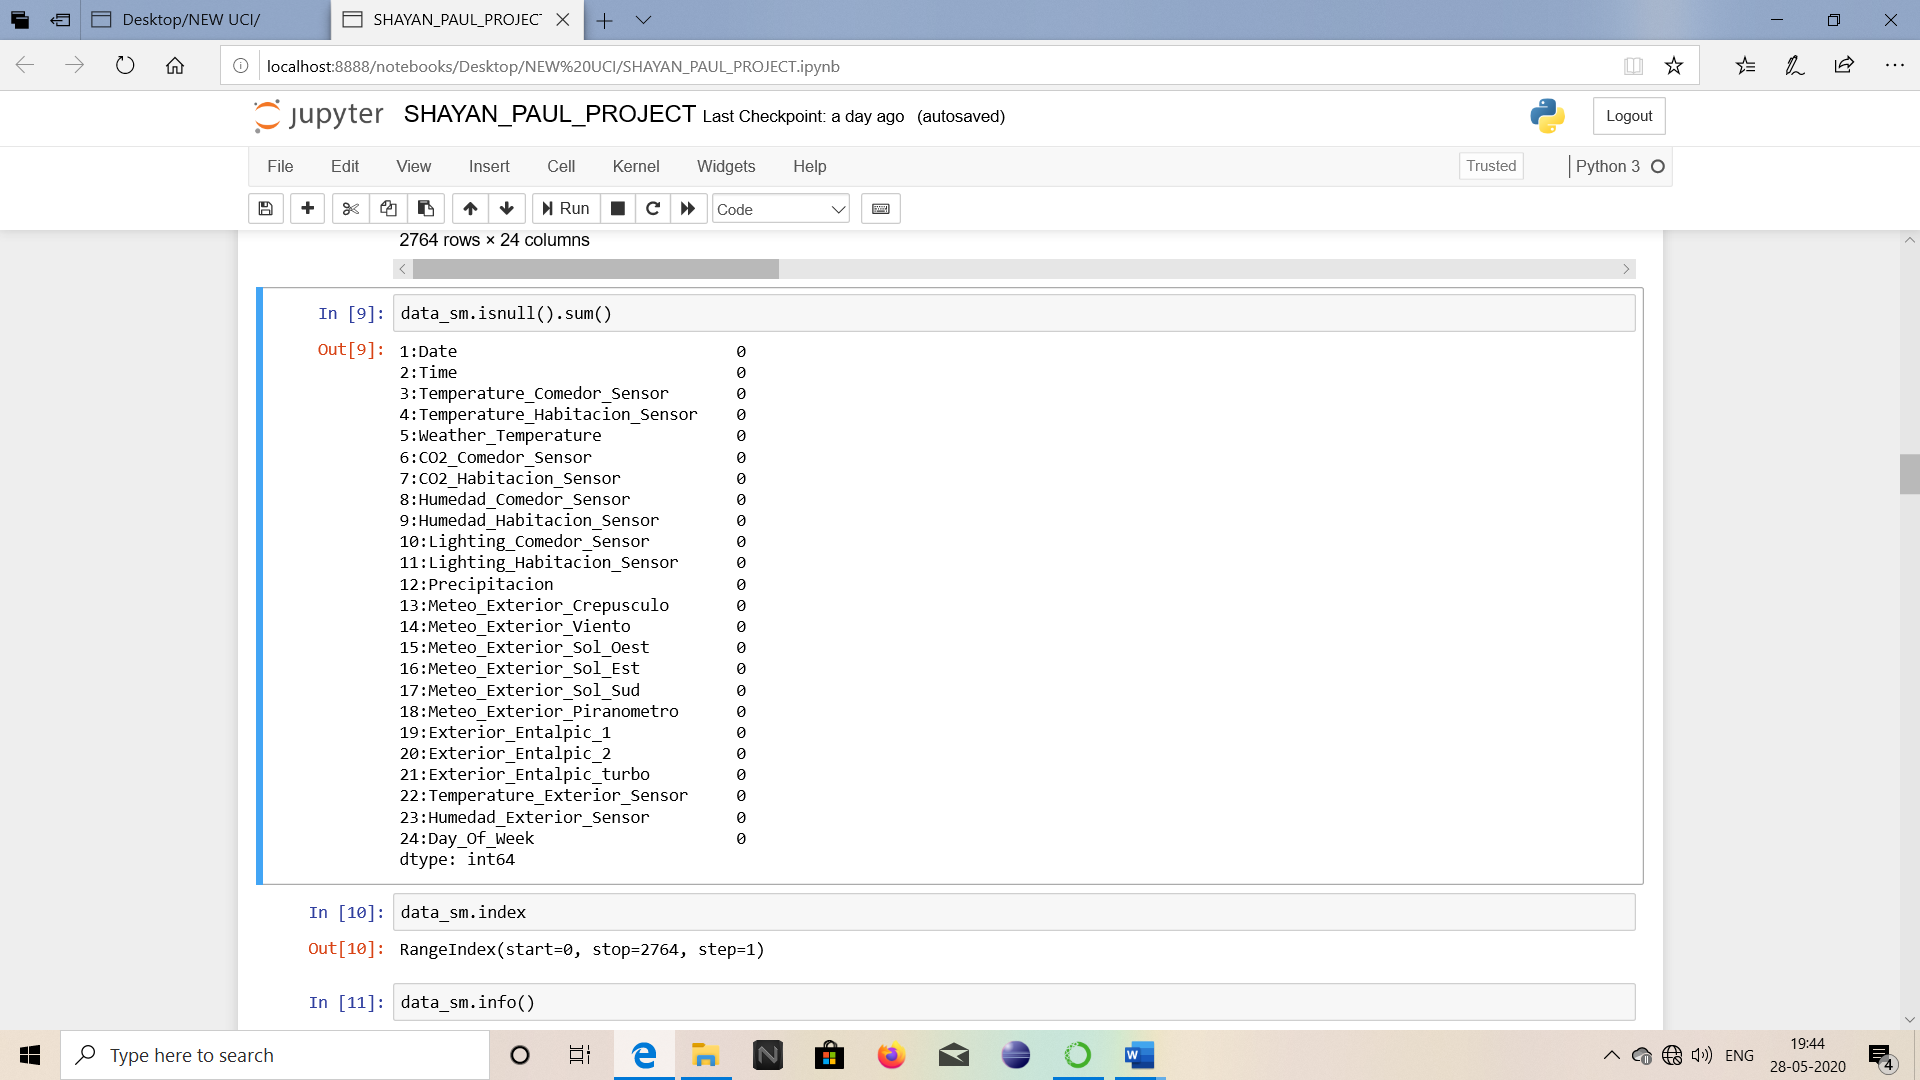 Desktop/NEW UCI/
SHAYAN_PAUL_PROJEC
localhost:8888/notebooks/Desktop/NEW%20UCI/SHAYAN_PAUL_PROJECT.ipynb
jupyter SHAYAN_PAUL_PROJECT Last Checkpoint: a day ago (autosaved)
Logout
File Edit View Insert Cell Kernel Widgets Help
Trusted
Python 3
Run
Code
2764 rows × 24 columns
In [9]: data_sm.isnull().sum()
Out[9]: 1:Date 0
2:Time 0
3:Temperature_Comedor_Sensor 0
4:Temperature_Habitacion_Sensor 0
5:Weather_Temperature 0
6:CO2_Comedor_Sensor 0
7:CO2_Habitacion_Sensor 0
8:Humedad_Comedor_Sensor 0
9:Humedad_Habitacion_Sensor 0
10:Lighting_Comedor_Sensor 0
11:Lighting_Habitacion_Sensor 0
12:Precipitacion 0
13:Meteo_Exterior_Crepusculo 0
14:Meteo_Exterior_Viento 0
15:Meteo_Exterior_Sol_Oest 0
16:Meteo_Exterior_Sol_Est 0
17:Meteo_Exterior_Sol_Sud 0
18:Meteo_Exterior_Piranometro 0
19:Exterior_Entalpic_1 0
20:Exterior_Entalpic_2 0
21:Exterior_Entalpic_turbo 0
22:Temperature_Exterior_Sensor 0
23:Humedad_Exterior_Sensor 0
24:Day_Of_Week 0
dtype: int64
In [10]: data_sm.index
Out[10]: RangeIndex(start=0, stop=2764, step=1)
In [11]: data_sm.info()
Type here to search
ENG
19:44
28-05-2020
4